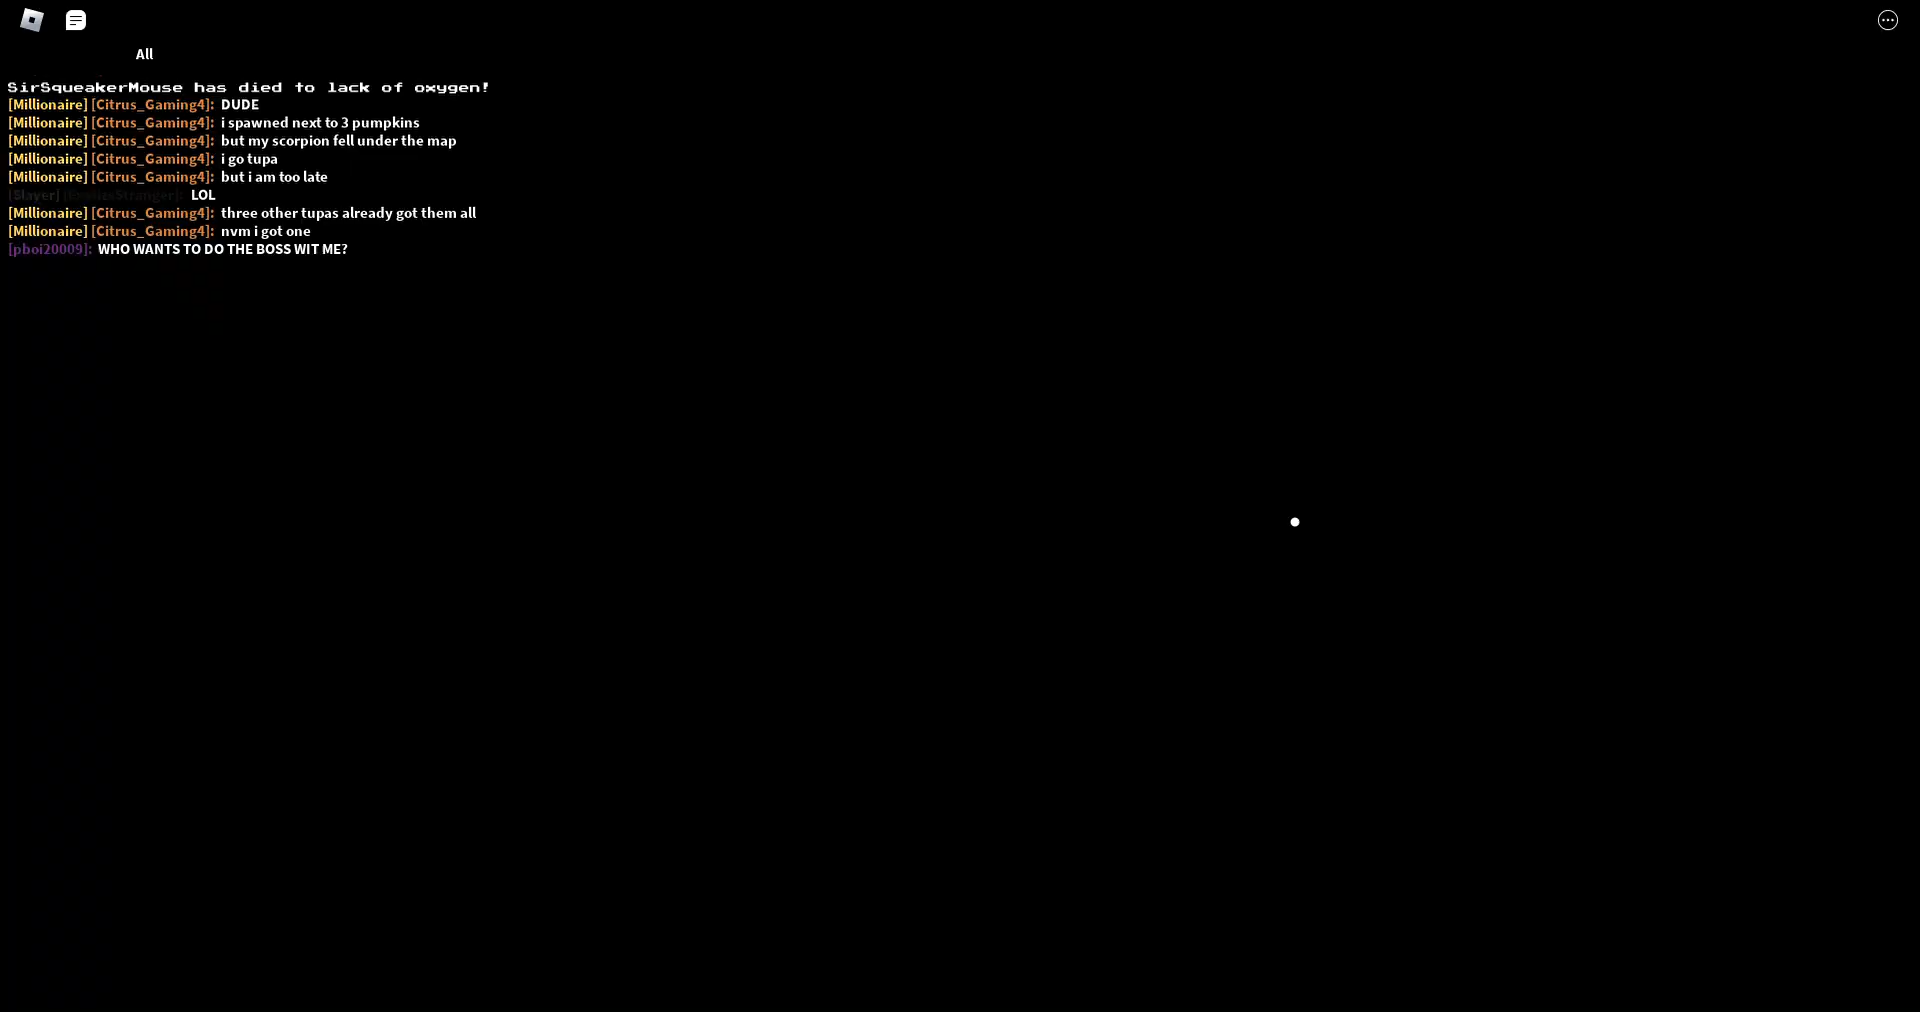 All
SirSqueakerMouse has died to lack of oxygen!
[Millionaire] [Citrus_Gaming4]: DUDE
[Millionaire] [Citrus_Gaming4]: i spawned next to 3 pumpkins
[Millionaire] [Citrus_Gaming4]: but my scorpion fell under the map
[Millionaire] [Citrus_Gaming4]: i go tupa
[Millionaire] [Citrus_Gaming4]: but i am too late
[Slayer] LOL
[Millionaire] [Citrus_Gaming4]: three other tupas already got them all
[Millionaire] [Citrus_Gaming4]: nvm i got one
[pboi20009]: WHO WANTS TO DO THE BOSS WIT ME?